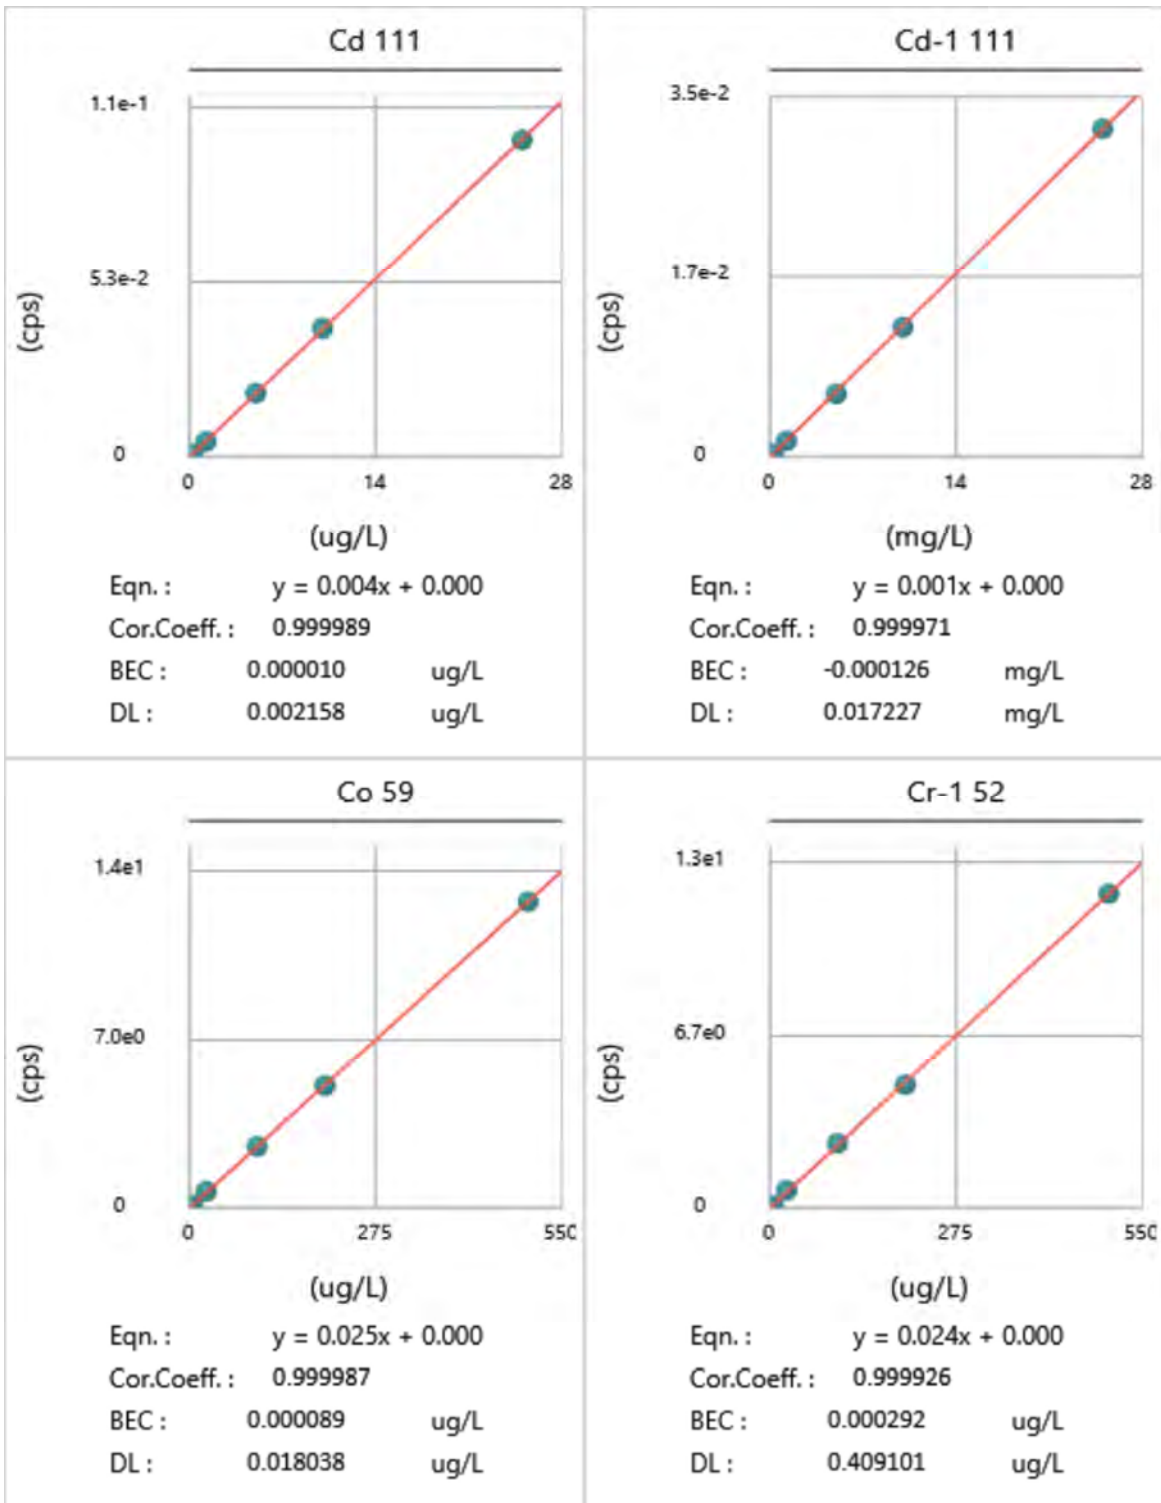 Cd 111
1.1e-1
5.3e-2
0
(cps)
0 14 28
(ug/L)
Eqn. : y = 0.004x + 0.000
Cor.Coeff. : 0.999989
BEC : 0.000010 ug/L
DL : 0.002158 ug/L
Cd-1 111
3.5e-2
1.7e-2
0
(cps)
0 14 28
(mg/L)
Eqn. : y = 0.001x + 0.000
Cor.Coeff. : 0.999971
BEC : -0.000126 mg/L
DL : 0.017227 mg/L
Co 59
1.4e1
7.0e0
0
(cps)
0 275 550
(ug/L)
Eqn. : y = 0.025x + 0.000
Cor.Coeff. : 0.999987
BEC : 0.000089 ug/L
DL : 0.018038 ug/L
Cr-1 52
1.3e1
6.7e0
0
(cps)
0 275 550
(ug/L)
Eqn. : y = 0.024x + 0.000
Cor.Coeff. : 0.999926
BEC : 0.000292 ug/L
DL : 0.409101 ug/L